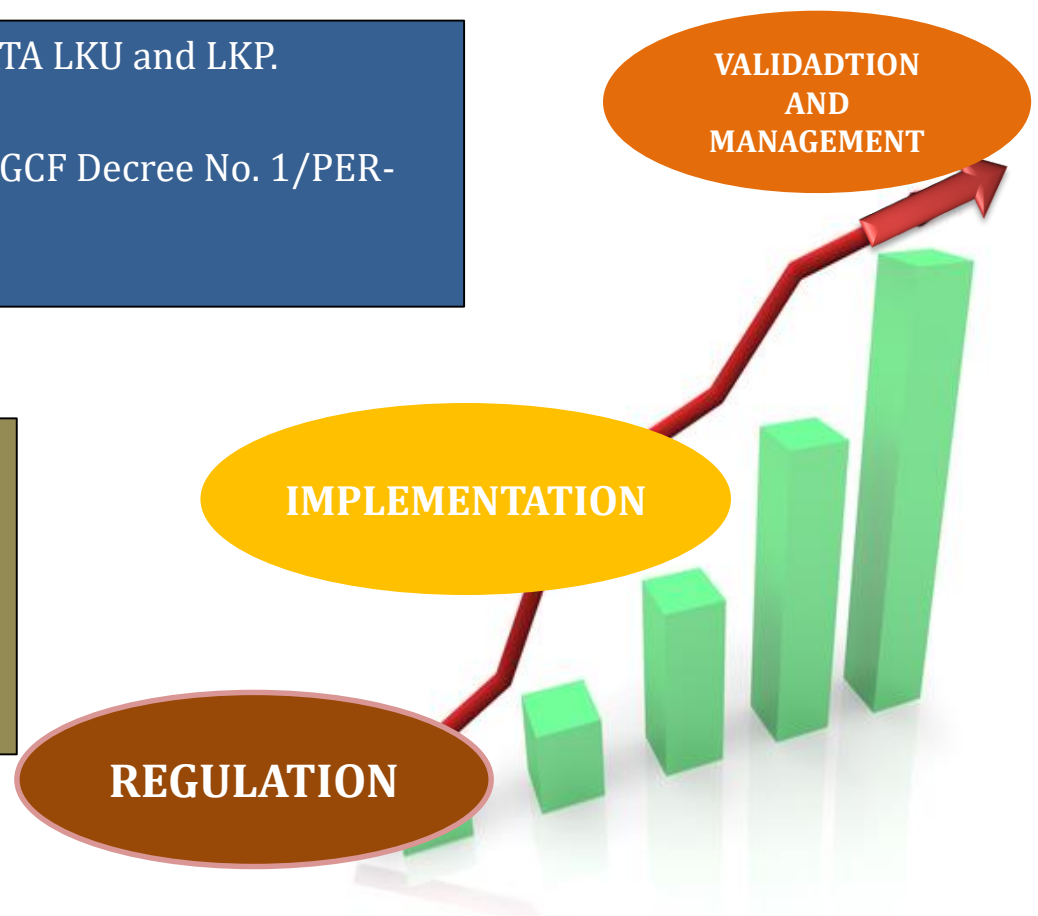 TA LKU and LKP.
GCF Decree No. 1/PER-
VALIDADTION
AND
MANAGEMENT
IMPLEMENTATION
REGULATION